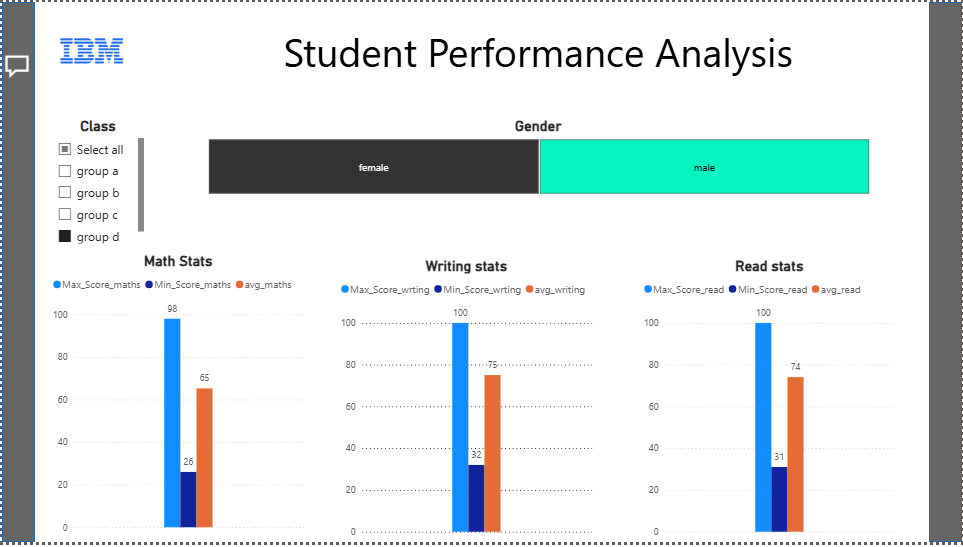 IBM
Student Performance Analysis
Class
Select all
group a
group b
group c
group d
Gender
female
male
Math Stats
Max_Score_maths Min_Score_maths avg_maths
100
80
60
40
20
0
98
26
65
Writing stats
Max_Score_wrting Min_Score_wrting avg_writing
100
80
60
40
20
0
100
32
75
Read stats
Max_Score_read Min_Score_read avg_read
100
80
60
40
20
0
100
31
74